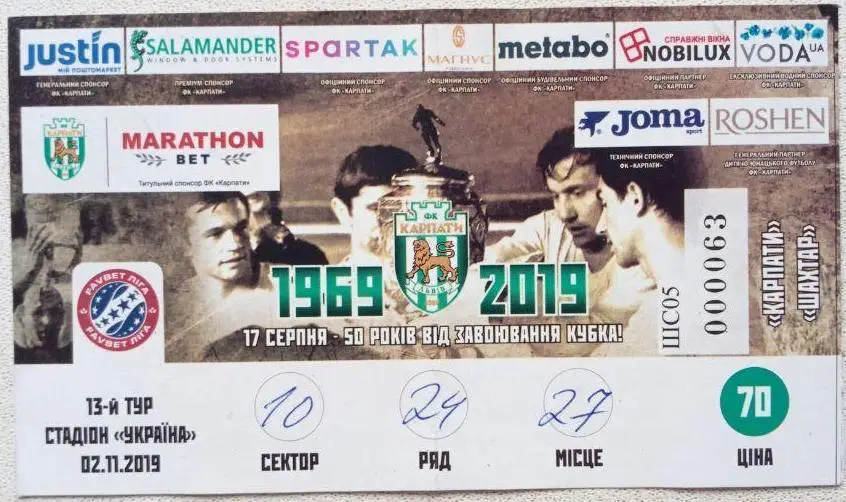 justin
МІЙ ПОШТОМАРКЕТ
ГЕНЕРАЛЬНИЙ СПОНСОР
ФК «КАРПАТИ»
SALAMANDER
WINDOW & DOOR SYSTEMS
ПРЕМІУМ СПОНСОР
ФК «КАРПАТИ»
SPARTAK
ОФІЦІЙНИЙ СПОНСОР
ФК «КАРПАТИ»
МАГНУС
ОФІЦІЙНИЙ СПОНСОР
ФК «КАРПАТИ»
metabo
ОФІЦІЙНИЙ БУДІВЕЛЬНИЙ СПОНСОР
ФК «КАРПАТИ»
СПРАВЖНІ ВІКНА
NOBILUX
ОФІЦІЙНИЙ ПАРТНЕР
ФК «КАРПАТИ»
VODA UA
ЕКСКЛЮЗИВНИЙ ВОДНИЙ СПОНСОР
ФК «КАРПАТИ»
КАРПАТИ
MARATHON
BET
Титульний спонсор ФК «Карпати»
Joma
sport
ТЕХНІЧНИЙ СПОНСОР
ФК «КАРПАТИ»
ROSHEN
ГЕНЕРАЛЬНИЙ ПАРТНЕР
ДИТЯЧО-ЮНАЦЬКОГО ФУТБОЛУ
ФК «КАРПАТИ»
ФК
КАРПАТИ
ЛЬВІВ
1969 2019
17 СЕРПНЯ - 50 РОКІВ ВІД ЗАВОЮВАННЯ КУБКА!
FAVBET ЛІГА
FAVBET ЛІГА
ШС05
000063
«КАРПАТИ»
«ШАХТАР»
13-й ТУР
СТАДІОН «УКРАЇНА»
02.11.2019
10
СЕКТОР
24
РЯД
27
МІСЦЕ
70
ЦІНА